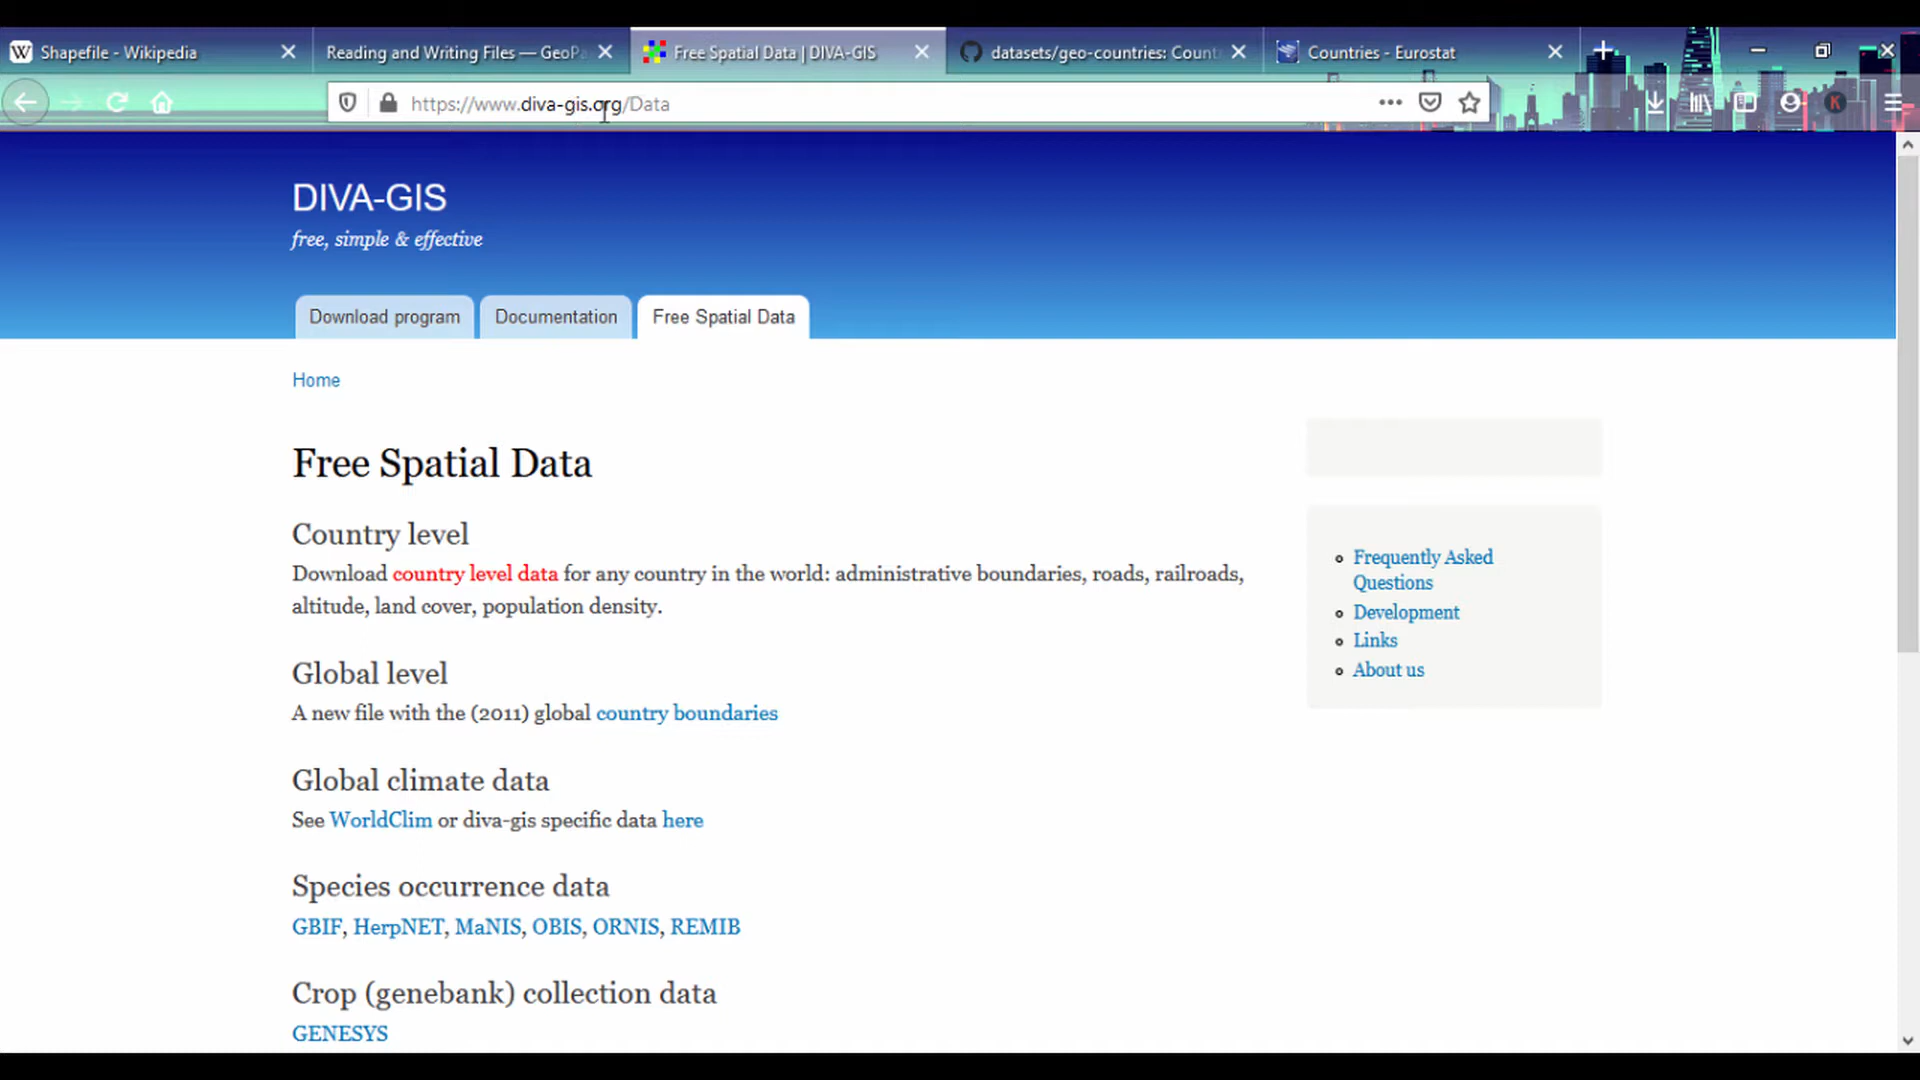 Shapefile - Wikipedia
Reading and Writing Files — GeoPa
Free Spatial Data | DIVA-GIS
datasets/geo-countries: Count
Countries - Eurostat
https://www.diva-gis.org/Data
K
DIVA-GIS
free, simple & effective
Download program
Documentation
Free Spatial Data
Home
Free Spatial Data
Country level
Download country level data for any country in the world: administrative boundaries, roads, railroads,
altitude, land cover, population density.
Global level
A new file with the (2011) global country boundaries
Global climate data
See WorldClim or diva-gis specific data here
Species occurrence data
GBIF, HerpNET, MaNIS, OBIS, ORNIS, REMIB
Crop (genebank) collection data
GENESYS
Frequently Asked
Questions
Development
Links
About us